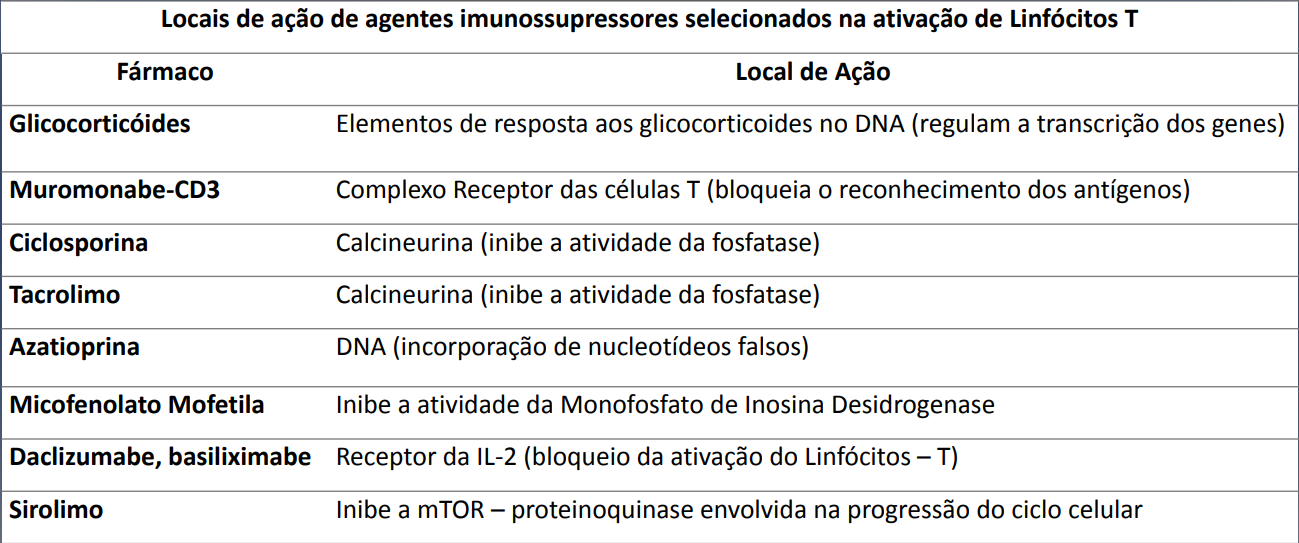 Locais de ação de agentes imunossupressores selecionados na ativação de Linfócitos T
Fármaco Local de Ação
Glicocorticóides Elementos de resposta aos glicocorticoides no DNA (regulam a transcrição dos genes)
Muromonabe-CD3 Complexo Receptor das células T (bloqueia o reconhecimento dos antígenos)
Ciclosporina Calcineurina (inibe a atividade da fosfatase)
Tacrolimo Calcineurina (inibe a atividade da fosfatase)
Azatioprina DNA (incorporação de nucleotídeos falsos)
Micofenolato Mofetila Inibe a atividade da Monofosfato de Inosina Desidrogenase
Daclizumabe, basiliximabe Receptor da IL-2 (bloqueio da ativação do Linfócitos – T)
Sirolimo Inibe a mTOR – proteinoquinase envolvida na progressão do ciclo celular